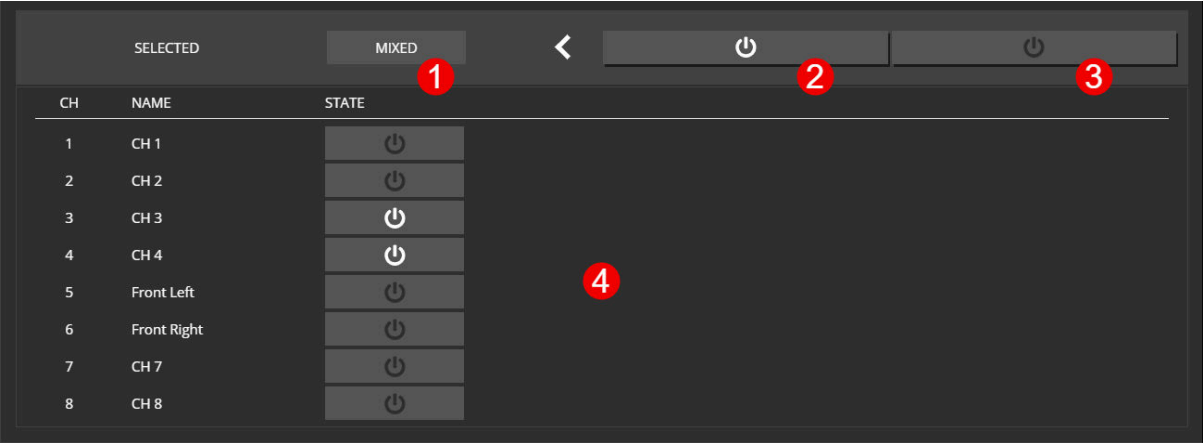 SELECTED MIXED
1 2 3
CH NAME STATE
1 CH 1
2 CH 2
3 CH 3
4 CH 4
4
5 Front Left
6 Front Right
7 CH 7
8 CH 8